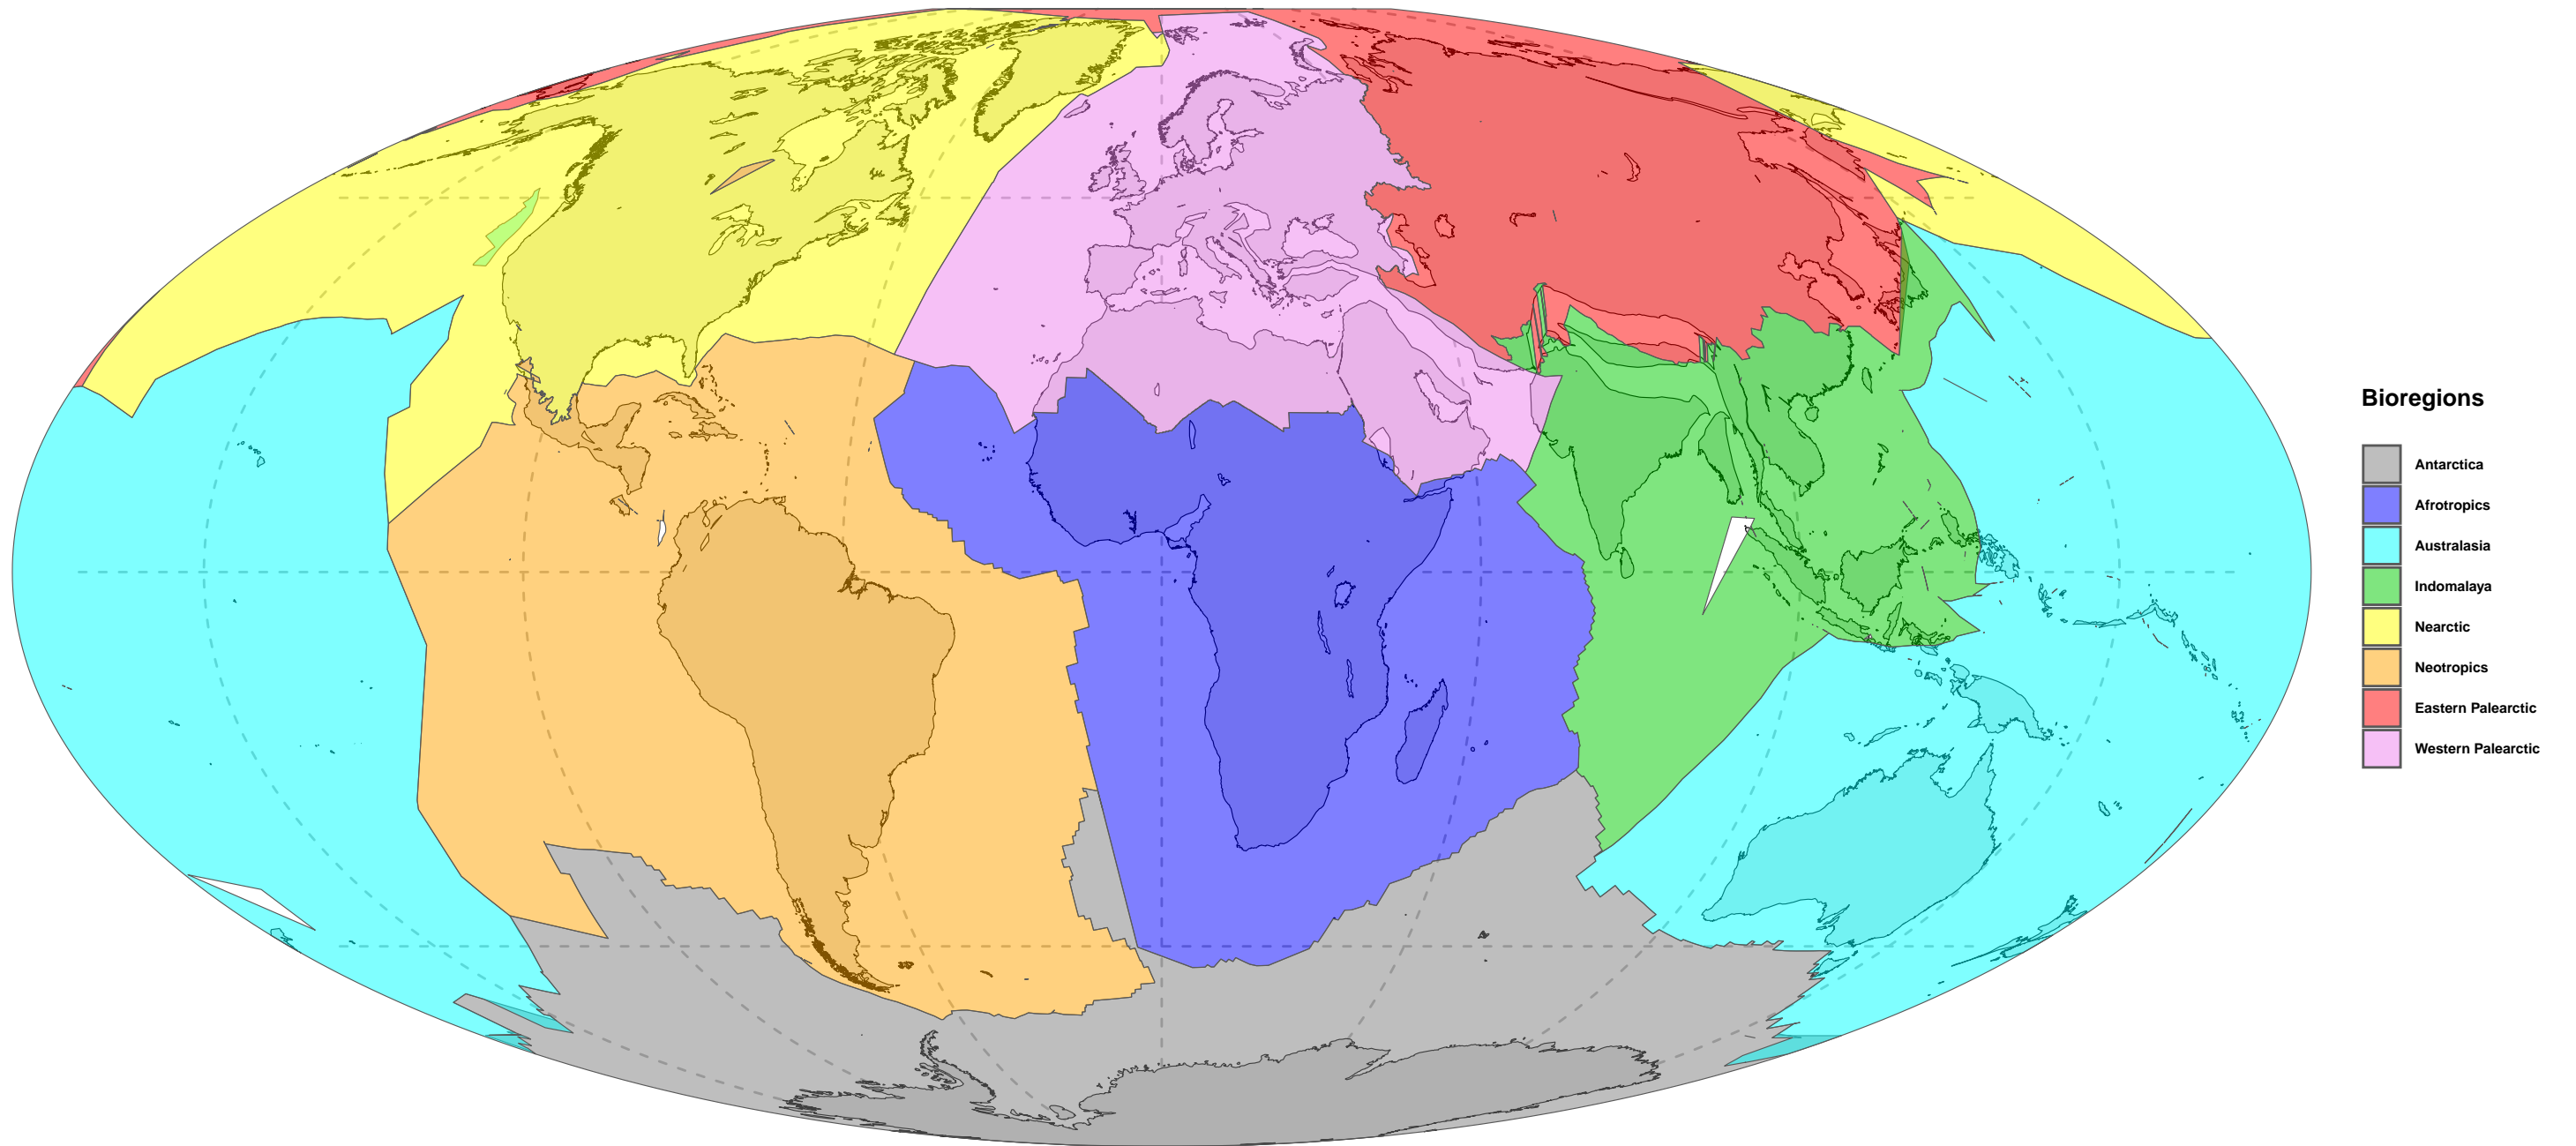 Bioregions
Antarctica
Afrotropics
Australasia
Indomalaya
Nearctic
Neotropics
Eastern Palearctic
Western Palearctic